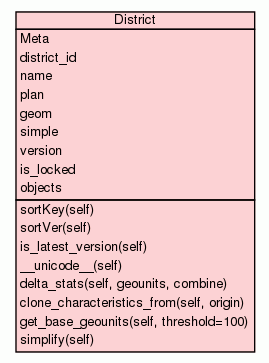 District
Meta
district_id
name
plan
geom
simple
version
is_locked
objects
sortKey(self)
sortVer(self)
is_latest_version(self)
__unicode__(self)
delta_stats(self, geounits, combine)
clone_characteristics_from(self, origin)
get_base_geounits(self, threshold=100)
simplify(self)